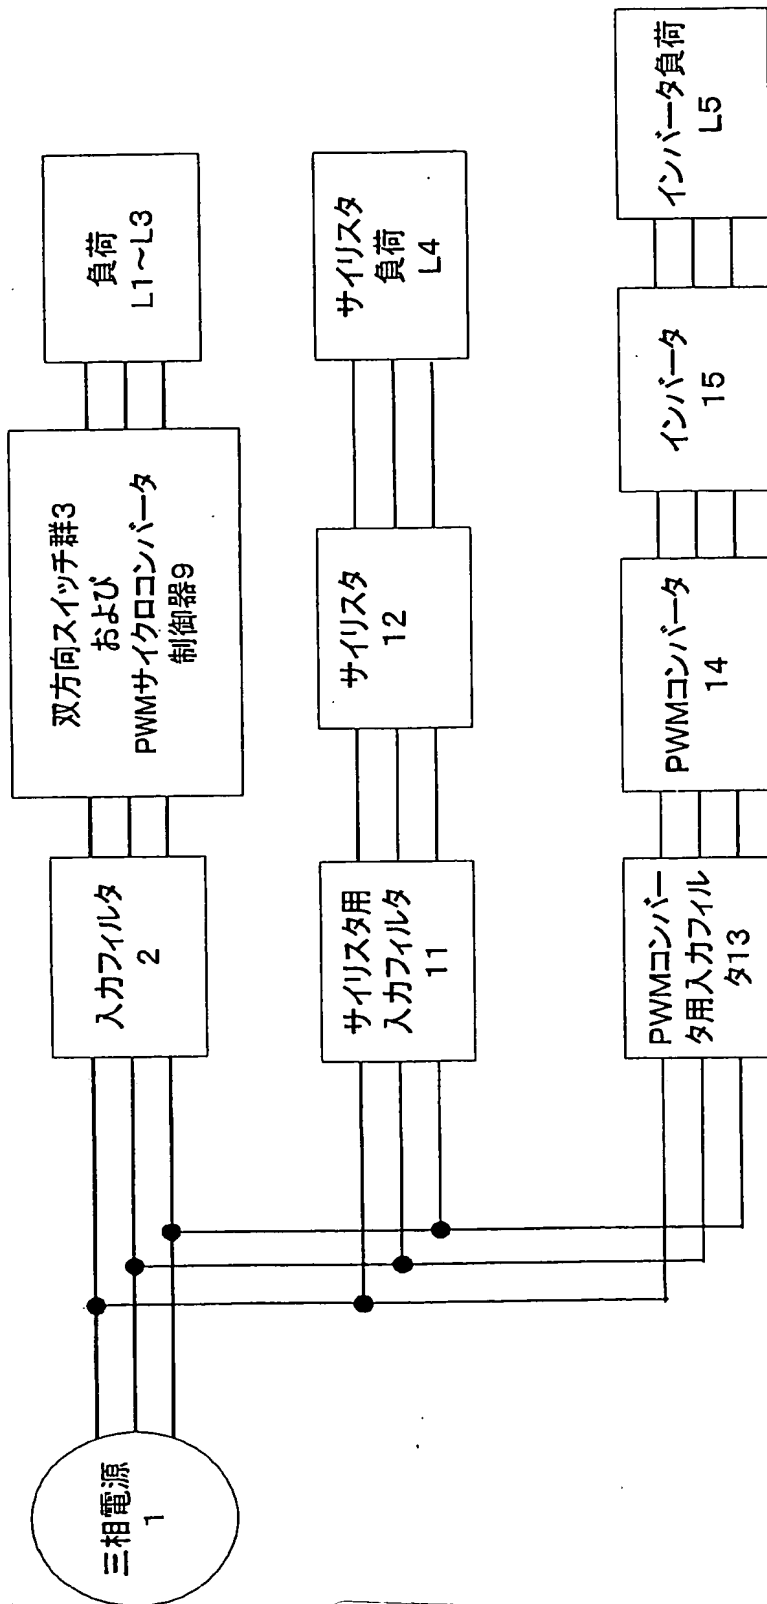 三相電源
1
入力フィルタ
2
双方向スイッチ群3
および
PWMサイクロコンバータ
制御器9
負荷
L1～L3
サイリスタ用
入力フィルタ
11
サイリスタ
12
サイリスタ
負荷
L4
PWMコンバー
タ用入力フィル
タ13
PWMコンバータ
14
インバータ
15
インバータ負荷
L5